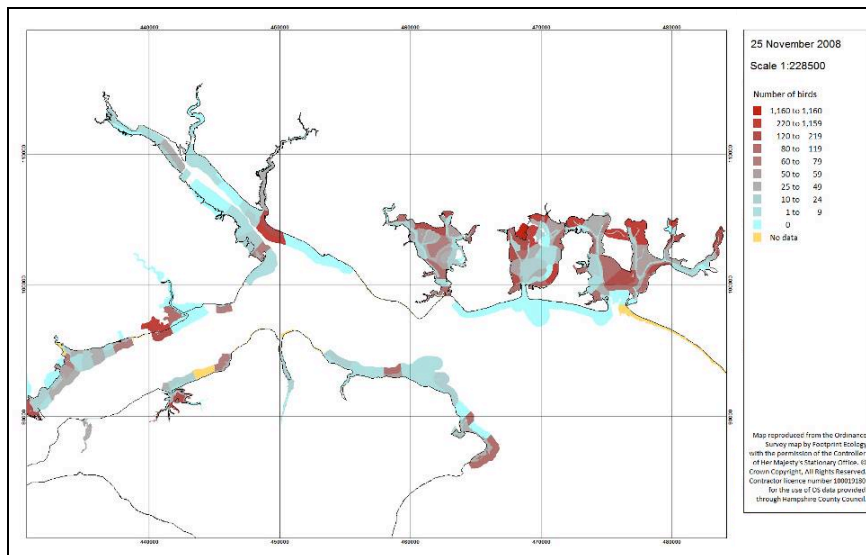 440000 450000 460000 470000 480000
25 November 2008
Scale 1:228500
Number of birds
1,160 to 1,160
220 to 1,159
120 to 219
80 to 119
60 to 79
50 to 59
25 to 49
10 to 24
1 to 9
0
No data
Map reproduced from the Ordinance
Survey map by Footprint Ecology
with the permission of the Controller
of Her Majesty's Stationary Office. ©
Crown Copyright, All Rights Reserved.
Contractor licence number 100019180
for the use of OS data provided
through Hampshire County Council.
440000 450000 460000 470000 480000